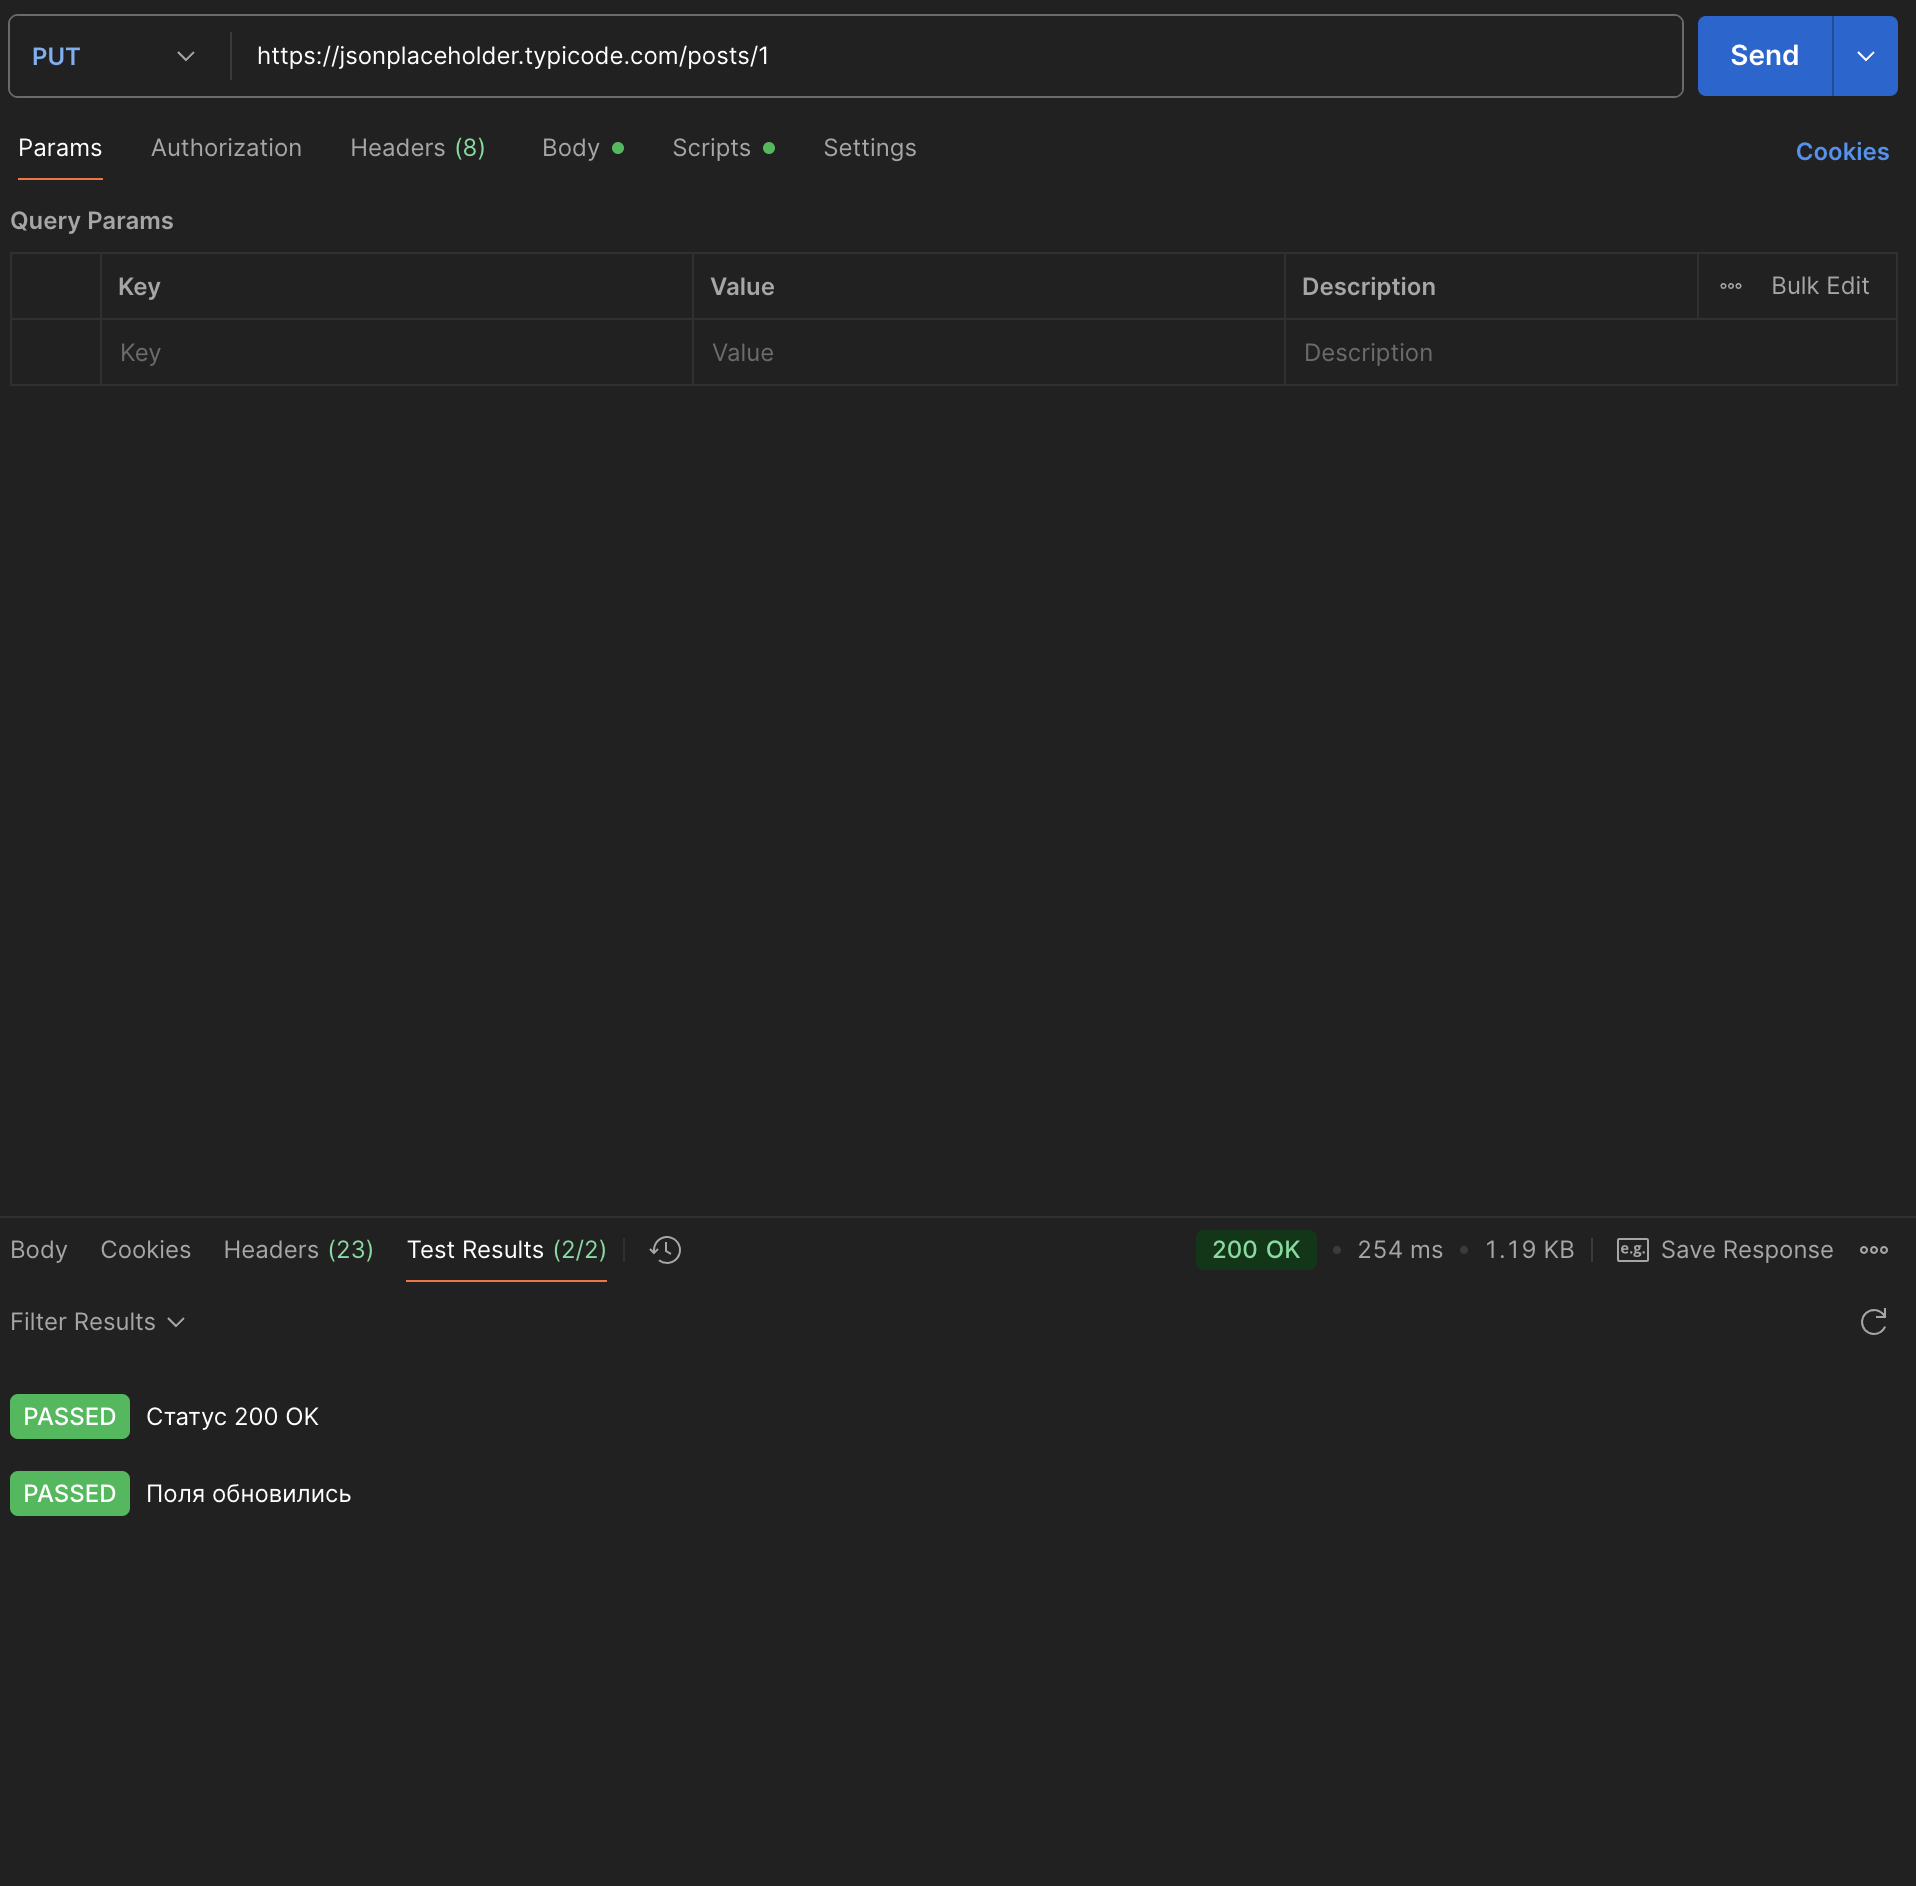 PUT https://jsonplaceholder.typicode.com/posts/1 Send
Params Authorization Headers (8) Body Scripts Settings Cookies
Query Params
Key Value Description Bulk Edit
Key Value Description
Body Cookies Headers (23) Test Results (2/2) 200 OK 254 ms 1.19 KB e.g. Save Response
Filter Results
PASSED Статус 200 OK
PASSED Поля обновились